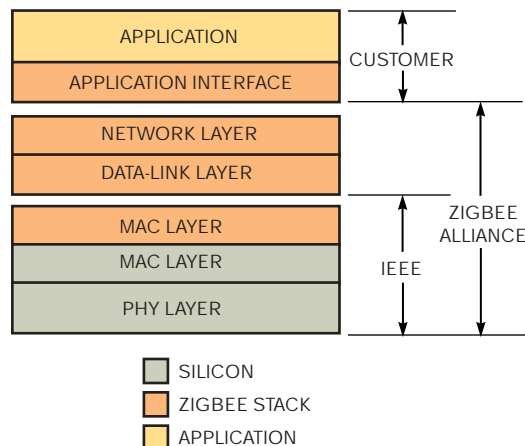 APPLICATION
APPLICATION INTERFACE
CUSTOMER
NETWORK LAYER
DATA-LINK LAYER
MAC LAYER
MAC LAYER
PHY LAYER
IEEE
ZIGBEE
ALLIANCE
SILICON
ZIGBEE STACK
APPLICATION